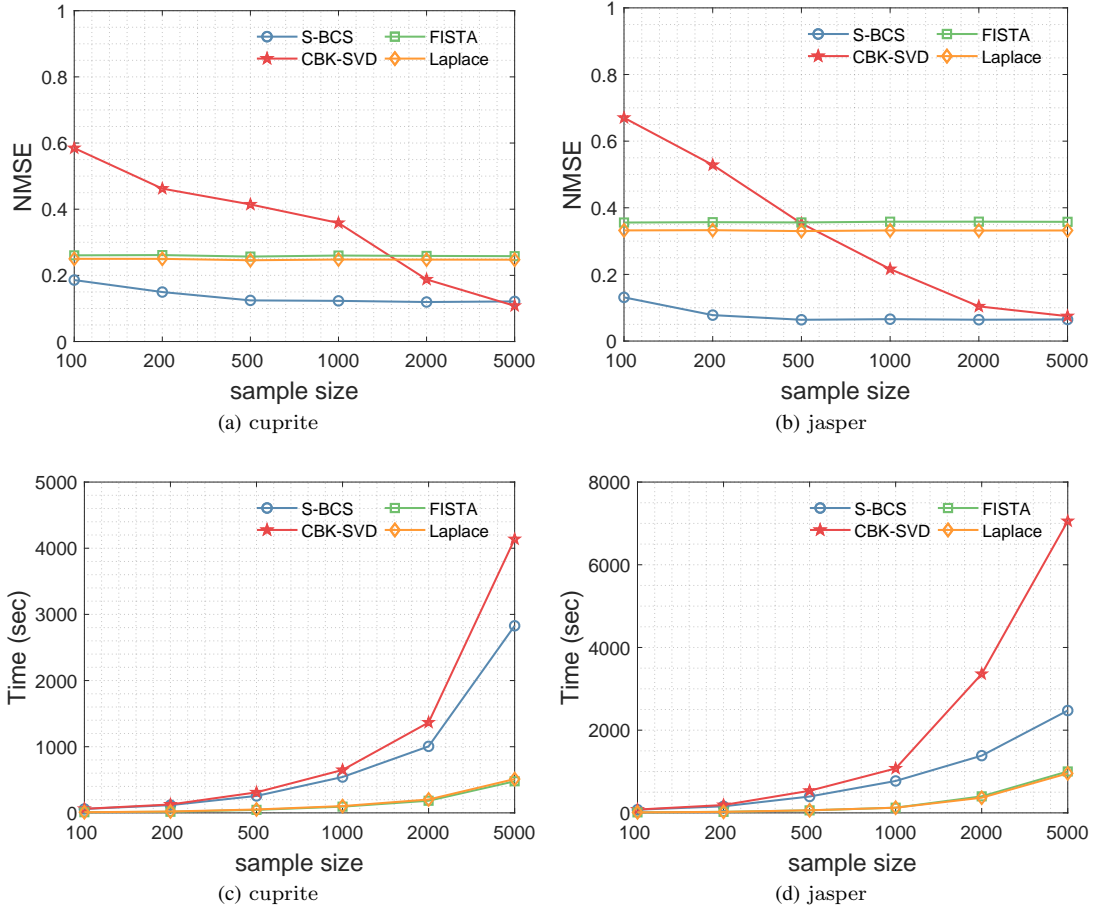 1
0.8
0.6
0.4
0.2
0
NMSE
S-BCS
CBK-SVD
FISTA
Laplace
100 200 500 1000 2000 5000
sample size
(a) cuprite
1
0.8
0.6
0.4
0.2
0
NMSE
S-BCS
CBK-SVD
FISTA
Laplace
100 200 500 1000 2000 5000
sample size
(b) jasper
5000
4000
3000
2000
1000
0
Time (sec)
S-BCS
CBK-SVD
FISTA
Laplace
100 200 500 1000 2000 5000
sample size
(c) cuprite
8000
6000
4000
2000
0
Time (sec)
S-BCS
CBK-SVD
FISTA
Laplace
100 200 500 1000 2000 5000
sample size
(d) jasper